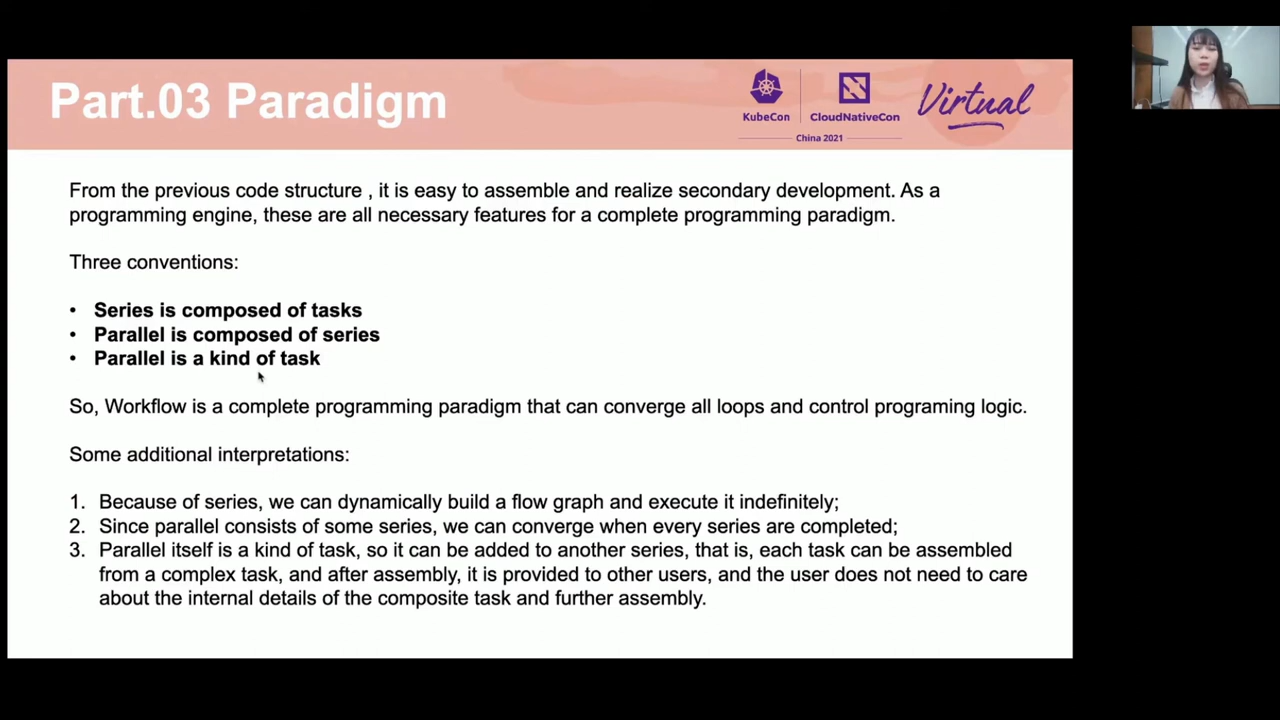 Part.03 Paradigm
KubeCon
CloudNativeCon
Virtual
China 2021
From the previous code structure , it is easy to assemble and realize secondary development. As a
programming engine, these are all necessary features for a complete programming paradigm.
Three conventions:
• Series is composed of tasks
• Parallel is composed of series
• Parallel is a kind of task
So, Workflow is a complete programming paradigm that can converge all loops and control programing logic.
Some additional interpretations:
1. Because of series, we can dynamically build a flow graph and execute it indefinitely;
2. Since parallel consists of some series, we can converge when every series are completed;
3. Parallel itself is a kind of task, so it can be added to another series, that is, each task can be assembled
from a complex task, and after assembly, it is provided to other users, and the user does not need to care
about the internal details of the composite task and further assembly.